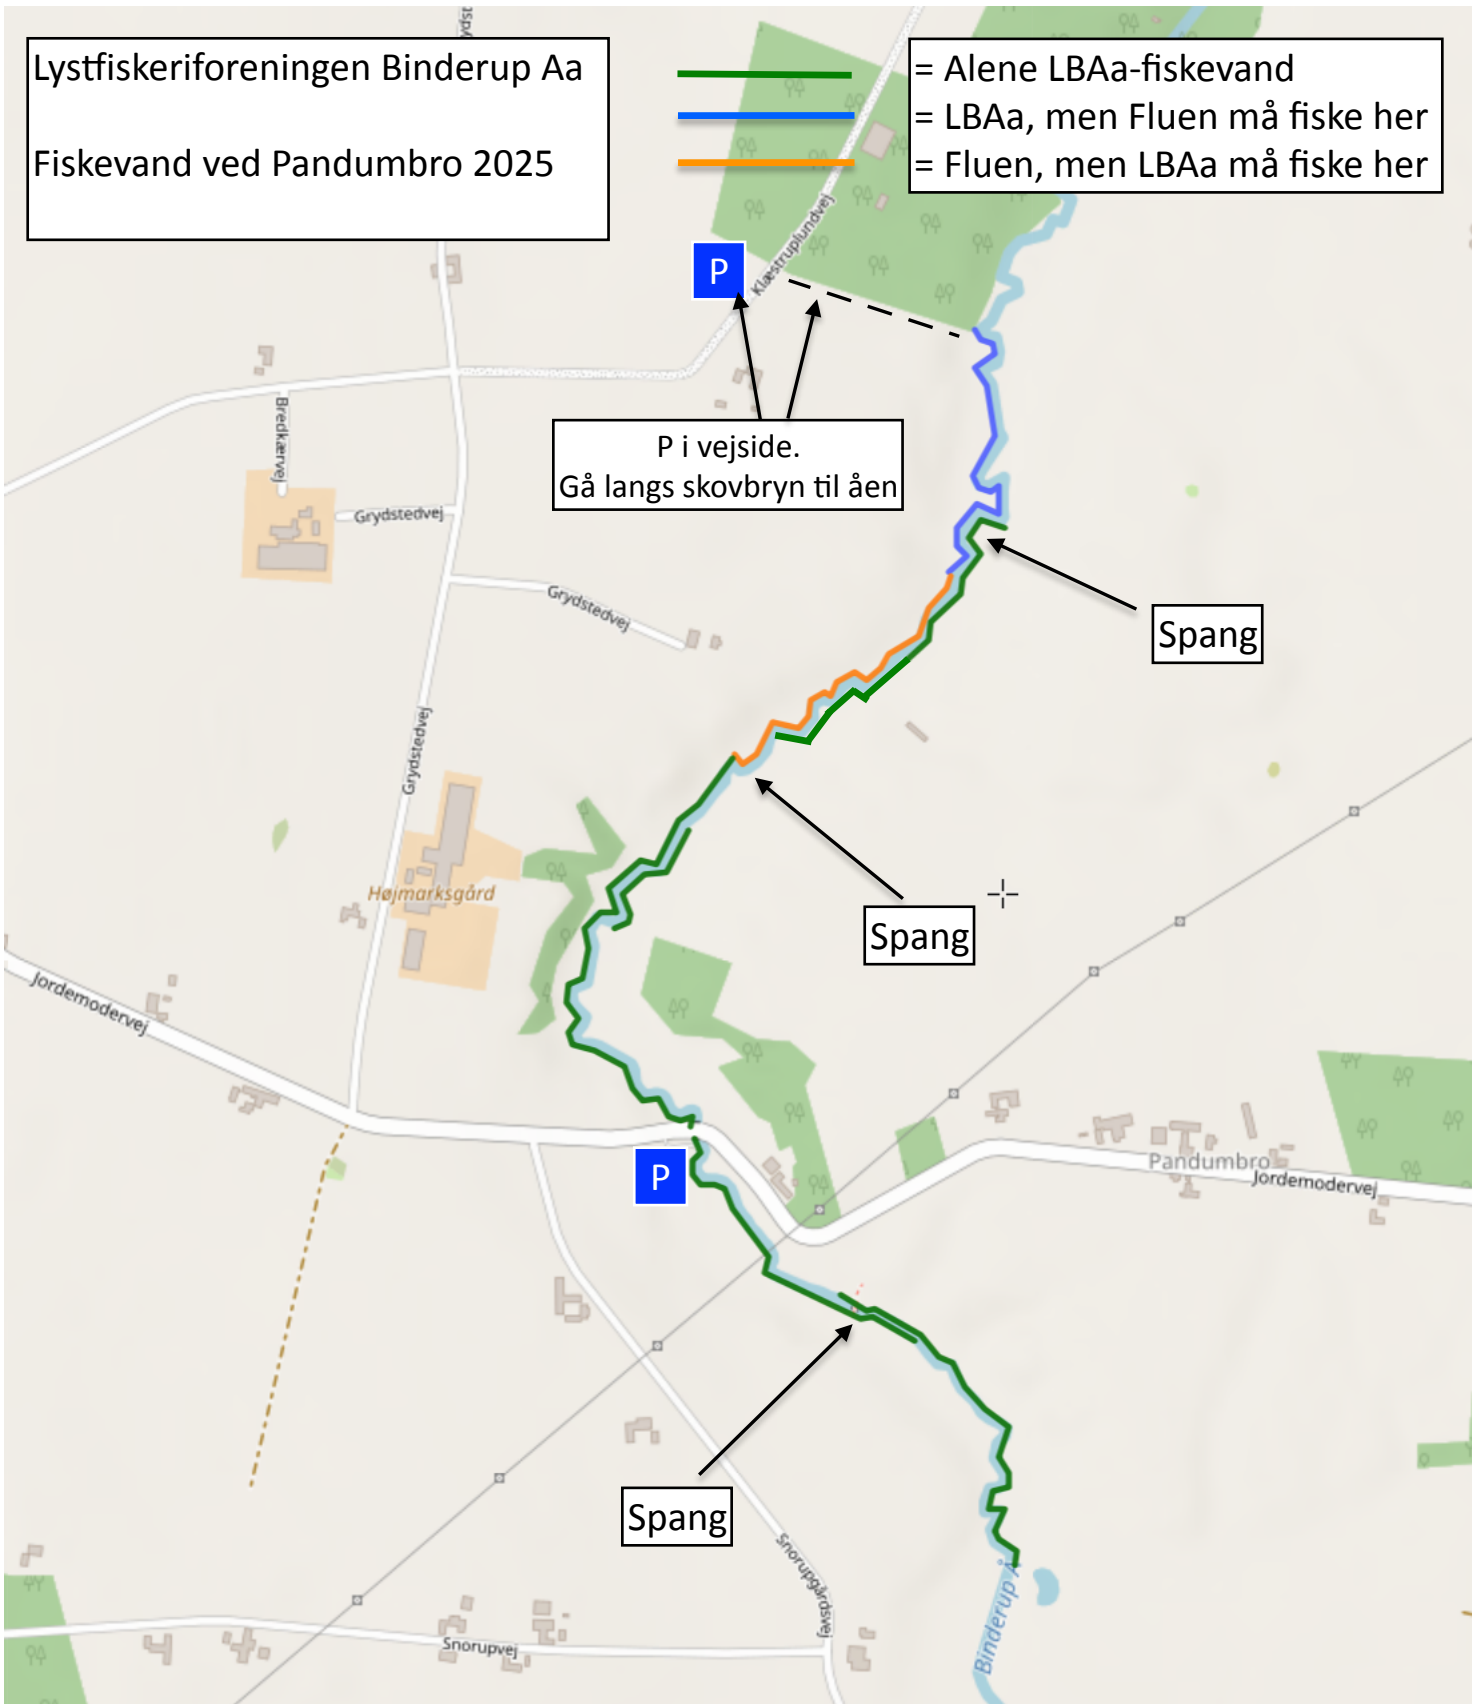 Lystfiskeriforeningen Binderup Aa
Fiskevand ved Pandumbro 2025
= Alene LBAa-fiskevand
= LBAa, men Fluen må fiske her
= Fluen, men LBAa må fiske her
P
Klæstruplundvej
P i vejside.
Gå langs skovbryn til åen
Bredkærvej
Grydstedvej
Grydstedvej
Spang
Grydstedvej
Højmarksgård
Spang
Jordemodervej
P
Pandumbro
Jordemodervej
Spang
Snorupgårdsvej
Binderup Å
Snorupvej